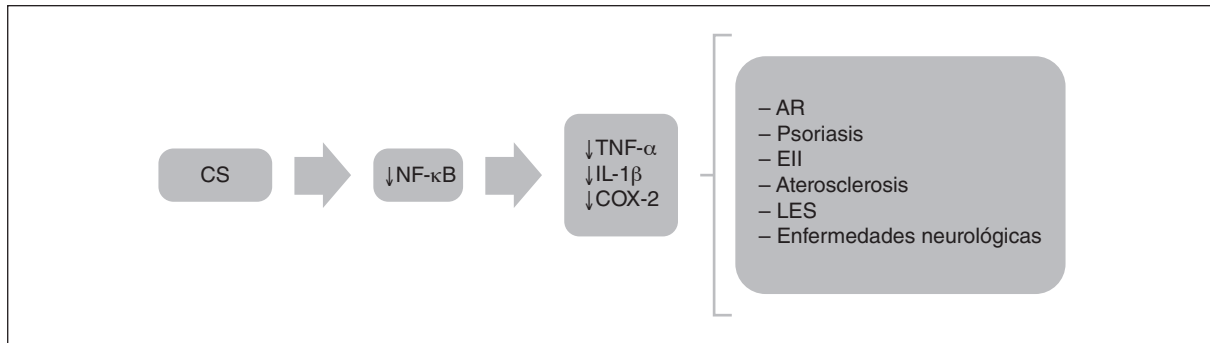 CS
↓NF-κB
↓TNF-α
↓IL-1β
↓COX-2
– AR
– Psoriasis
– EII
– Aterosclerosis
– LES
– Enfermedades neurológicas